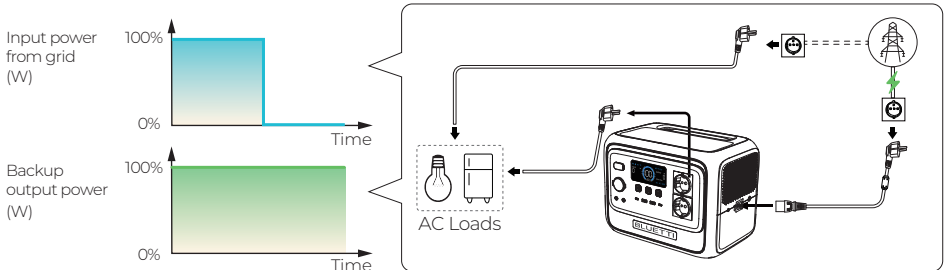 Input power
from grid
(W)
100%
0%
Time
Backup
output power
(W)
100%
0%
Time
AC Loads
BLUETTI